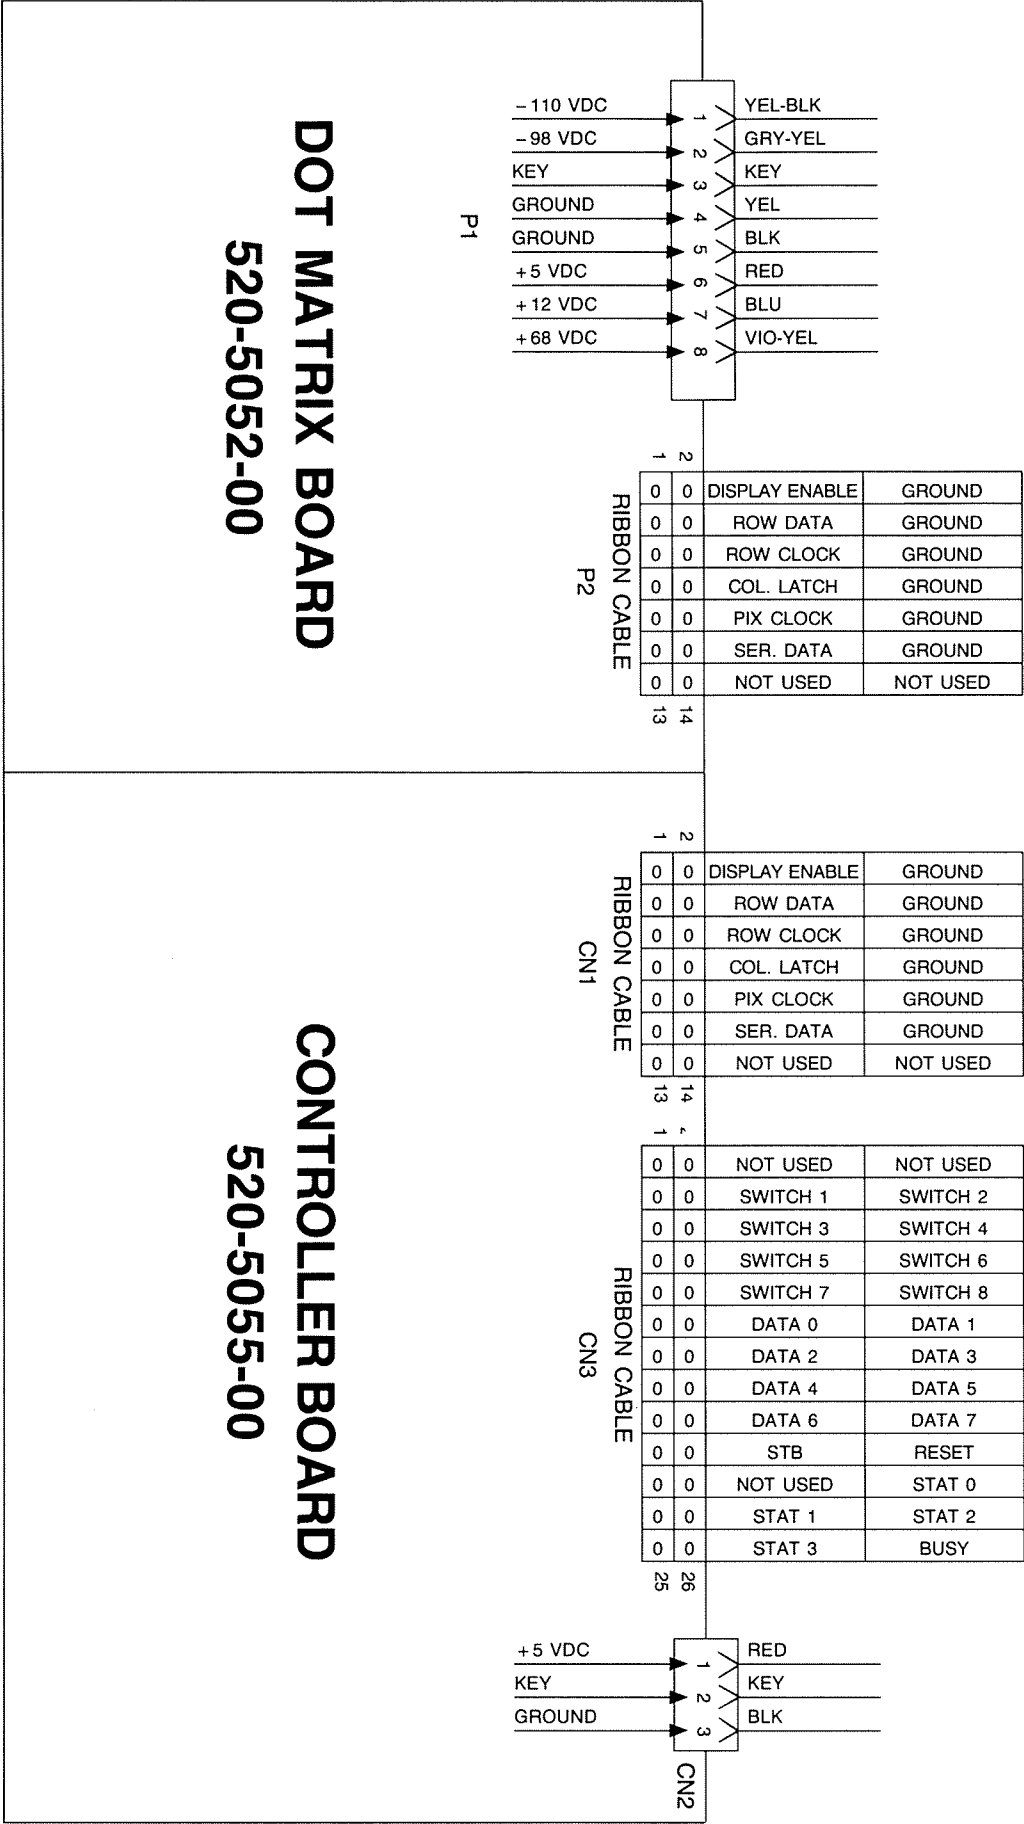 DOT MATRIX BOARD
520-5052-00
P1
-110 VDC 1 YEL-BLK
-98 VDC 2 GRY-YEL
KEY 3 KEY
GROUND 4 YEL
GROUND 5 BLK
+5 VDC 6 RED
+12 VDC 7 BLU
+68 VDC 8 VIO-YEL
RIBBON CABLE
P2
1 2
0 0 DISPLAY ENABLE GROUND
0 0 ROW DATA GROUND
0 0 ROW CLOCK GROUND
0 0 COL. LATCH GROUND
0 0 PIX CLOCK GROUND
0 0 SER. DATA GROUND
0 0 NOT USED NOT USED
13 14
CONTROLLER BOARD
520-5055-00
RIBBON CABLE
CN1
1 2
0 0 DISPLAY ENABLE GROUND
0 0 ROW DATA GROUND
0 0 ROW CLOCK GROUND
0 0 COL. LATCH GROUND
0 0 PIX CLOCK GROUND
0 0 SER. DATA GROUND
0 0 NOT USED NOT USED
13 14
RIBBON CABLE
CN3
1
0 0 NOT USED NOT USED
0 0 SWITCH 1 SWITCH 2
0 0 SWITCH 3 SWITCH 4
0 0 SWITCH 5 SWITCH 6
0 0 SWITCH 7 SWITCH 8
0 0 DATA 0 DATA 1
0 0 DATA 2 DATA 3
0 0 DATA 4 DATA 5
0 0 DATA 6 DATA 7
0 0 STB RESET
0 0 NOT USED STAT 0
0 0 STAT 1 STAT 2
0 0 STAT 3 BUSY
25 26
+5 VDC 1 RED
KEY 2 KEY
GROUND 3 BLK
CN2